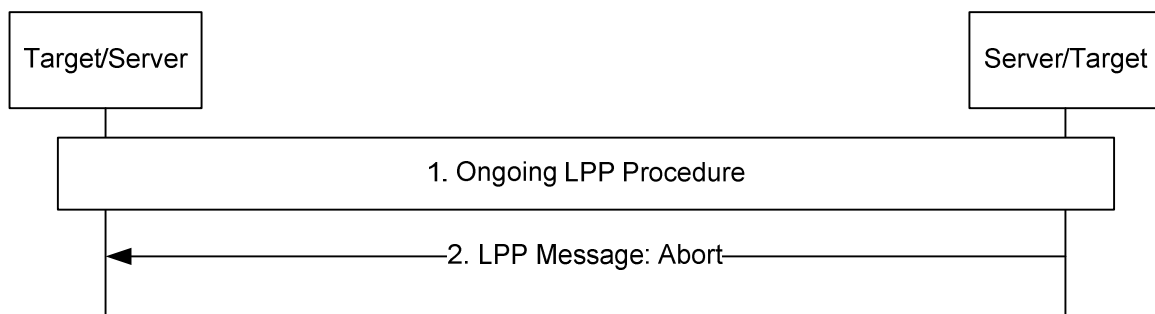 Target/Server
Server/Target
1. Ongoing LPP Procedure
2. LPP Message: Abort